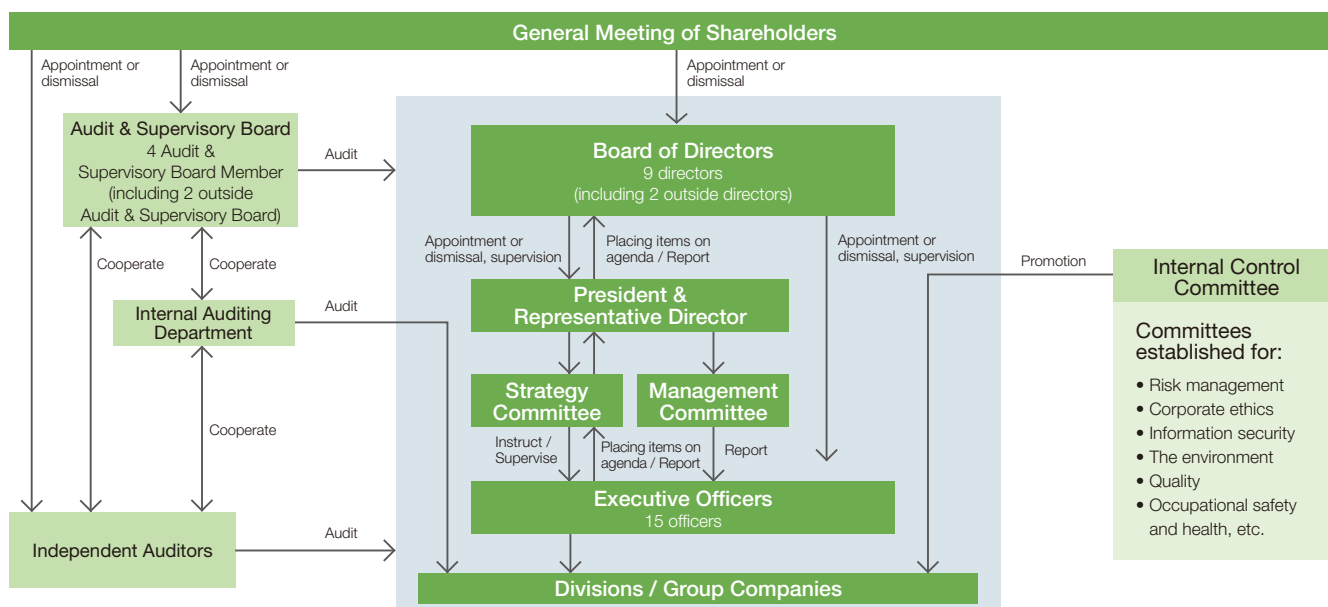 General Meeting of Shareholders
Appointment or
dismissal
Appointment or
dismissal
Appointment or
dismissal
Audit & Supervisory Board
4 Audit &
Supervisory Board Member
(including 2 outside
Audit & Supervisory Board)
Audit
Board of Directors
9 directors
(including 2 outside directors)
Cooperate
Cooperate
Appointment or
dismissal, supervision
Placing items on
agenda / Report
Appointment or
dismissal, supervision
Promotion
Internal Control
Committee
Internal Auditing
Department
Audit
President &
Representative Director
Committees
established for:
• Risk management
• Corporate ethics
• Information security
• The environment
• Quality
• Occupational safety
and health, etc.
Strategy
Committee
Management
Committee
Cooperate
Instruct /
Supervise
Placing items on
agenda / Report
Report
Executive Officers
15 officers
Independent Auditors
Audit
Divisions / Group Companies